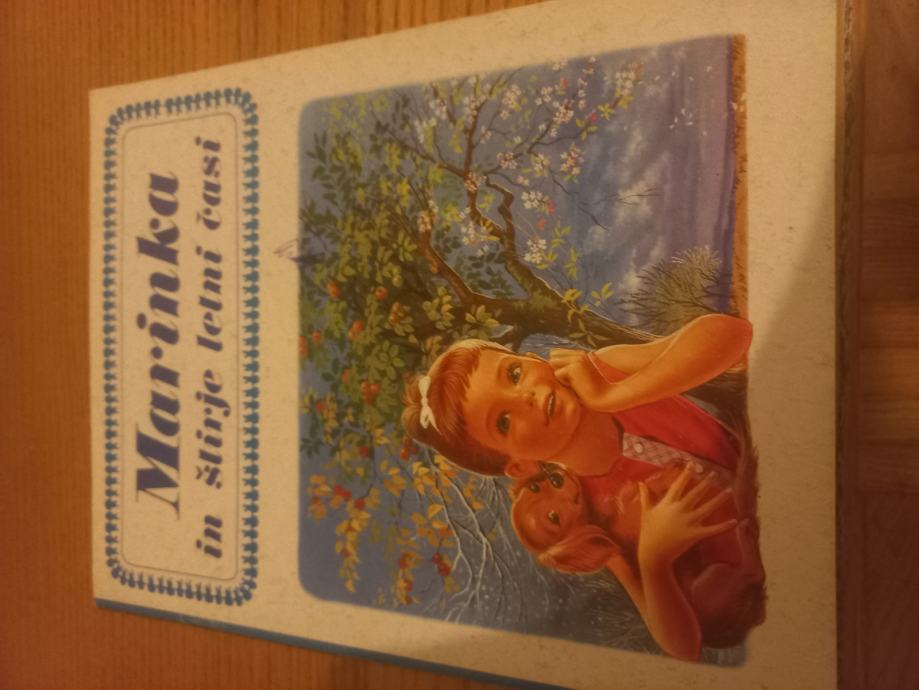 Marinka
in štirje letni časi